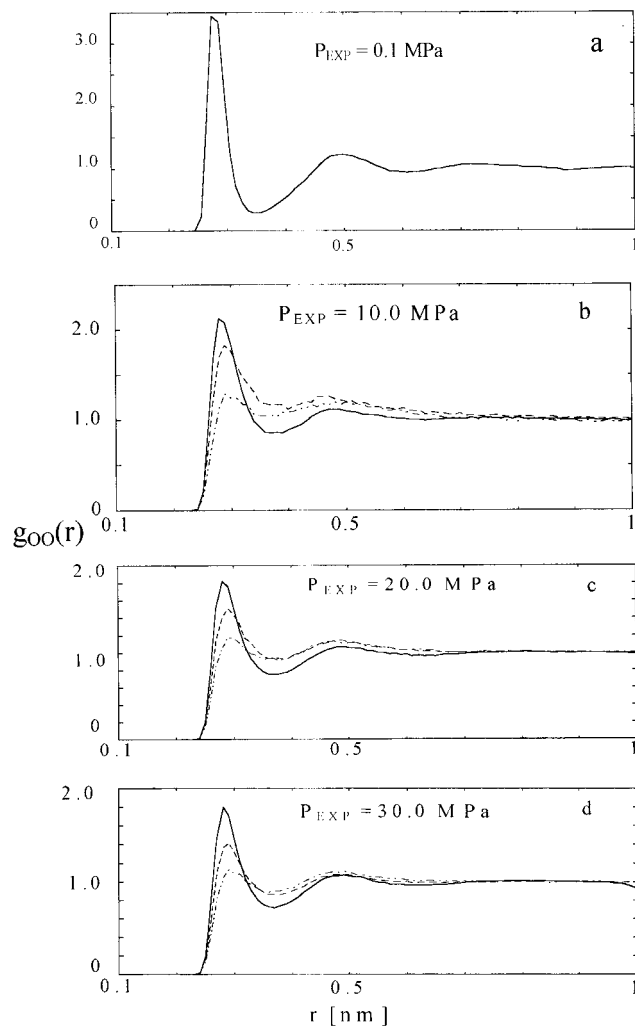 a
P_EXP = 0.1 MPa
3.0
2.0
1.0
0
0.1 0.5 1
b
P_EXP = 10.0 MPa
2.0
1.0
0
0.1 0.5 1
g_OO(r)
c
P_EXP = 20.0 MPa
2.0
1.0
0
0.1 0.5 1
d
P_EXP = 30.0 MPa
2.0
1.0
0
0.1 0.5 1
r [nm]